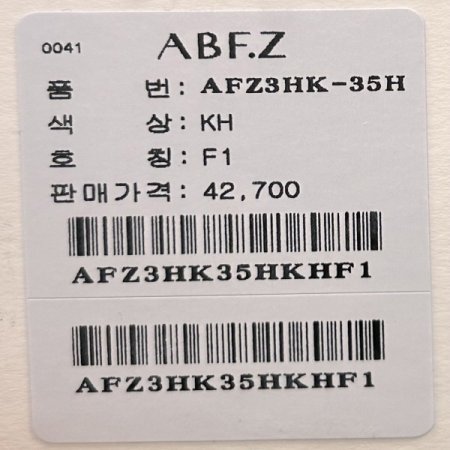 0041 ABF.Z
품 번 : AFZ3HK-35H
색 상 : KH
호 칭 : F1
판매가격 : 42,700
AFZ3HK35HKHF1
AFZ3HK35HKHF1